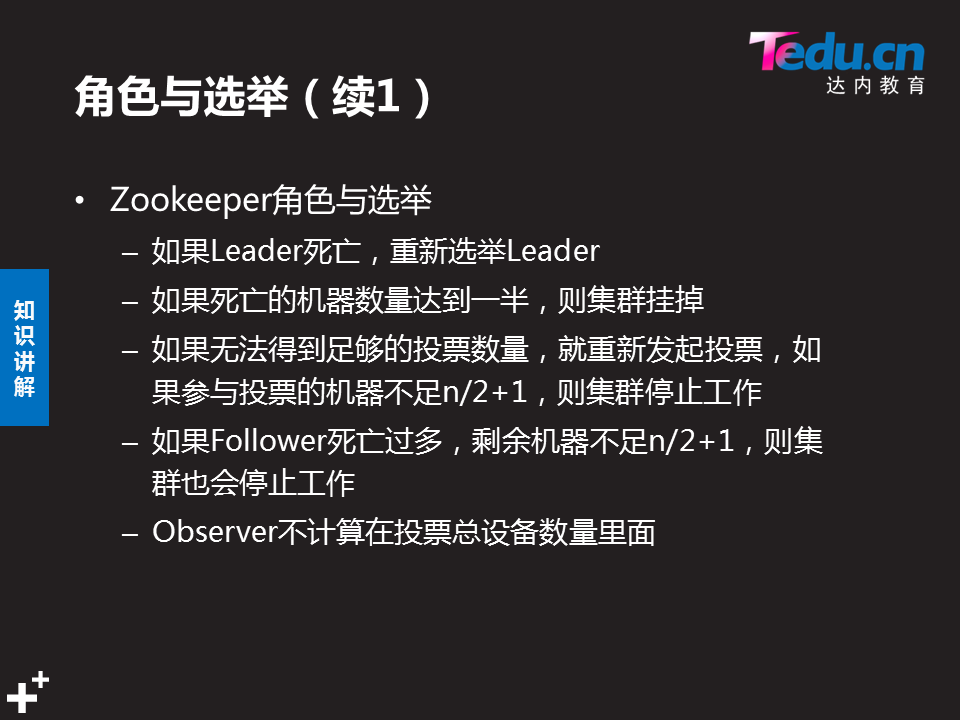 Tedu.cn
达内教育
角色与选举（续1）
• Zookeeper角色与选举
– 如果Leader死亡，重新选举Leader
– 如果死亡的机器数量达到一半，则集群挂掉
– 如果无法得到足够的投票数量，就重新发起投票，如
果参与投票的机器不足n/2+1，则集群停止工作
– 如果Follower死亡过多，剩余机器不足n/2+1，则集
群也会停止工作
– Observer不计算在投票总设备数量里面
知
识
讲
解